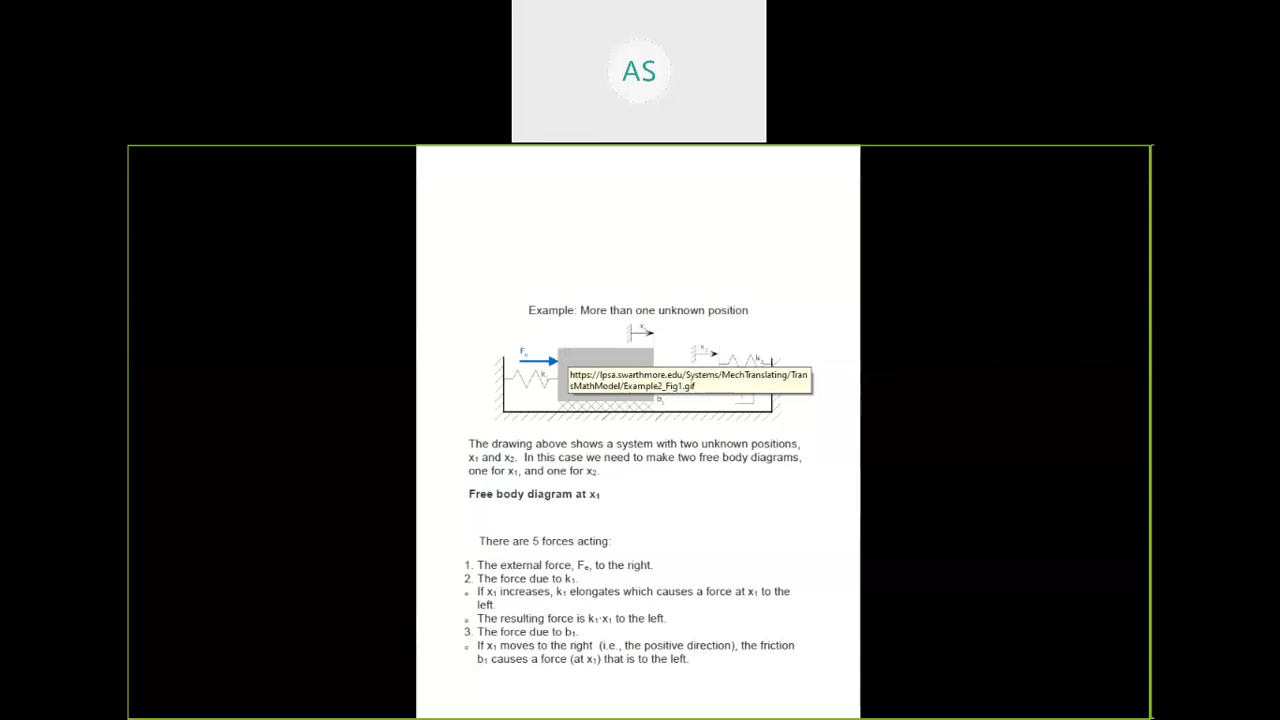 AS
Example: More than one unknown position
x
Fe
x
k
k
https://lpsa.swarthmore.edu/Systems/MechTranslating/Tran
sMathModel/Example2_Fig1.gif
b1
The drawing above shows a system with two unknown positions,
x₁ and x₂. In this case we need to make two free body diagrams,
one for x₁, and one for x₂.
Free body diagram at x₁
There are 5 forces acting:
1. The external force, Fₑ, to the right.
2. The force due to k₁.
o If x₁ increases, k₁ elongates which causes a force at x₁ to the
left.
o The resulting force is k₁·x₁ to the left.
3. The force due to b₁.
o If x₁ moves to the right (i.e., the positive direction), the friction
b₁ causes a force (at x₁) that is to the left.